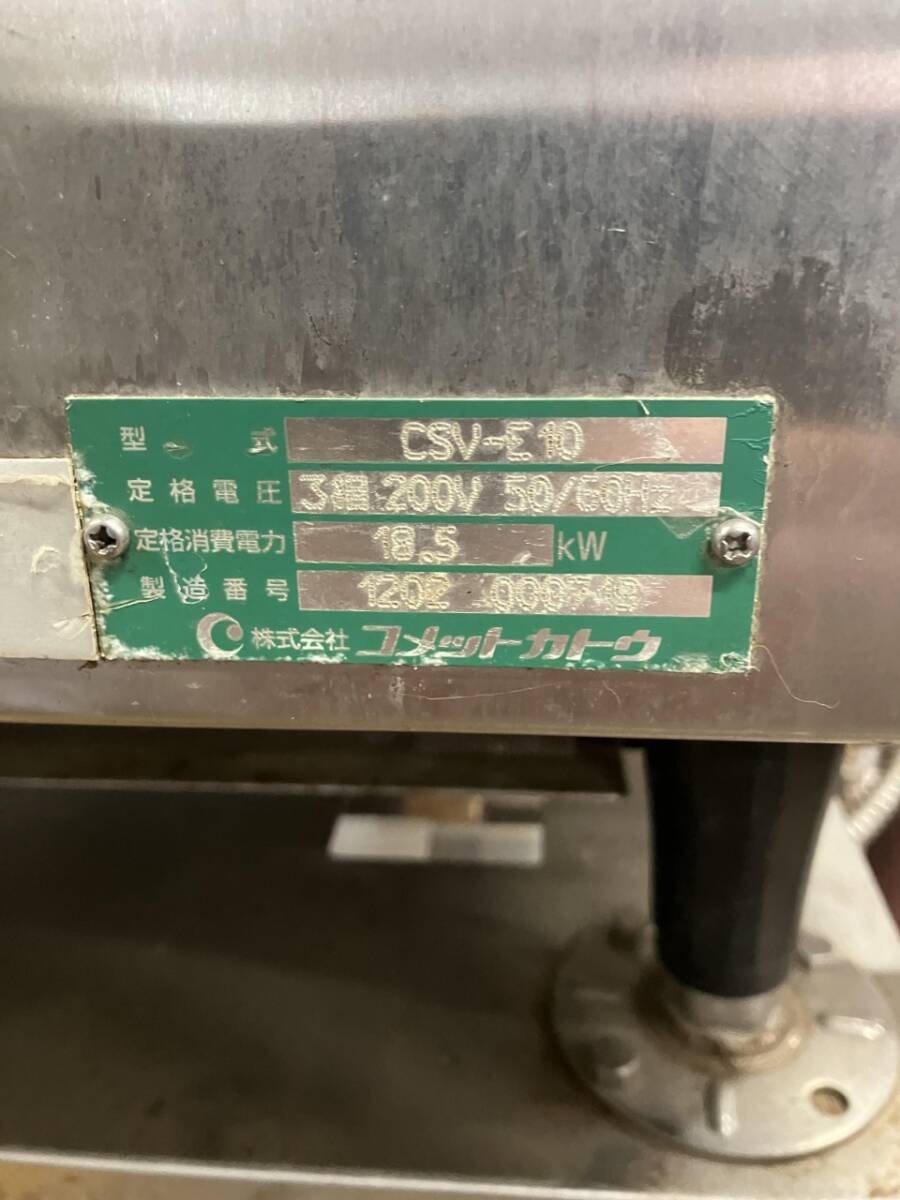 型式 CSV-E10
定格電圧 3相 200V 50/60Hz
定格消費電力 18.5 kW
製造番号 1202
株式会社 コメットカトウ